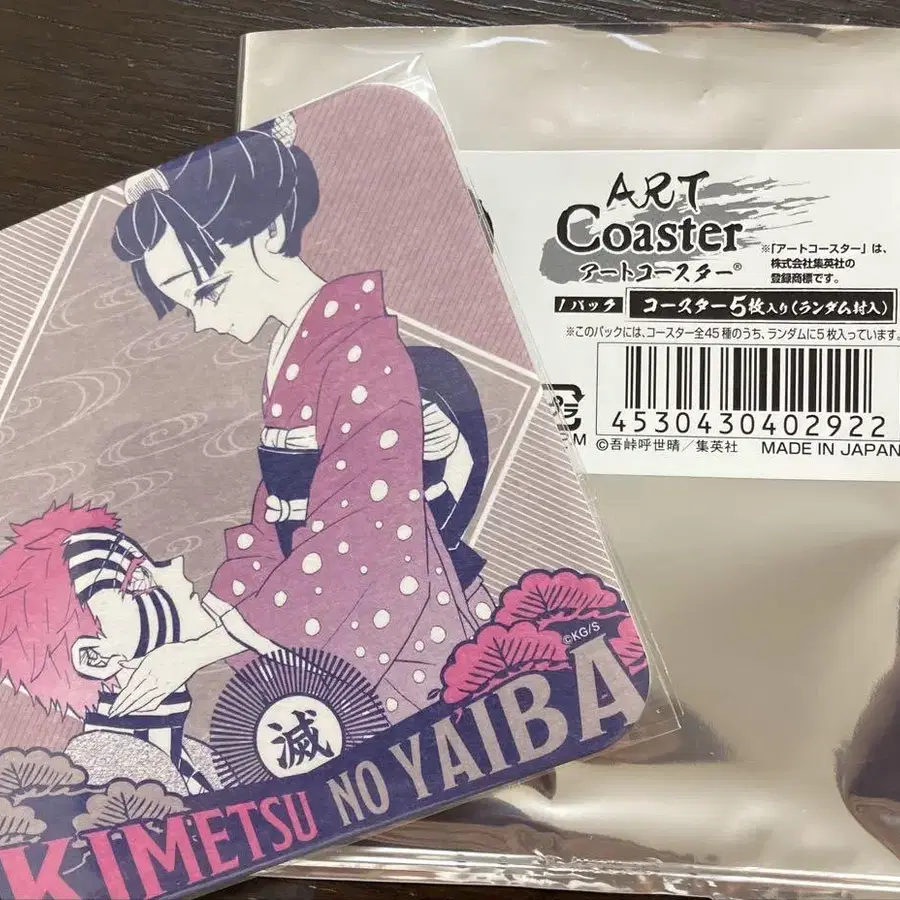 滅
©KG/S
KIMETSU NO YAIBA
ART
Coaster
アートコースター®
※「アートコースター」は、
株式会社集英社の
登録商標です。
1パック
コースター5枚入り(ランダム封入)
※このパックには、コースター全45種のうち、ランダムに5枚入っています。
4530430402922
プラ
©吾峠呼世晴/集英社
MADE IN JAPAN